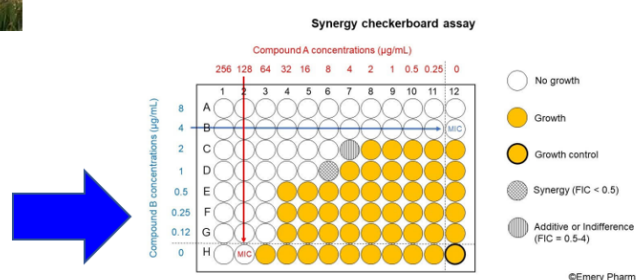 Synergy checkerboard assay
Compound A concentrations (µg/mL)
256 128 64 32 16 8 4 2 1 0.5 0.25 0
1 2 3 4 5 6 7 8 9 10 11 12
Compound B concentrations (µg/mL)
8 A
4 B MIC
2 C
1 D
0.5 E
0.25 F
0.12 G
0 H MIC
No growth
Growth
Growth control
Synergy (FIC < 0.5)
Additive or Indifference
(FIC = 0.5-4)
©Emery Pharm